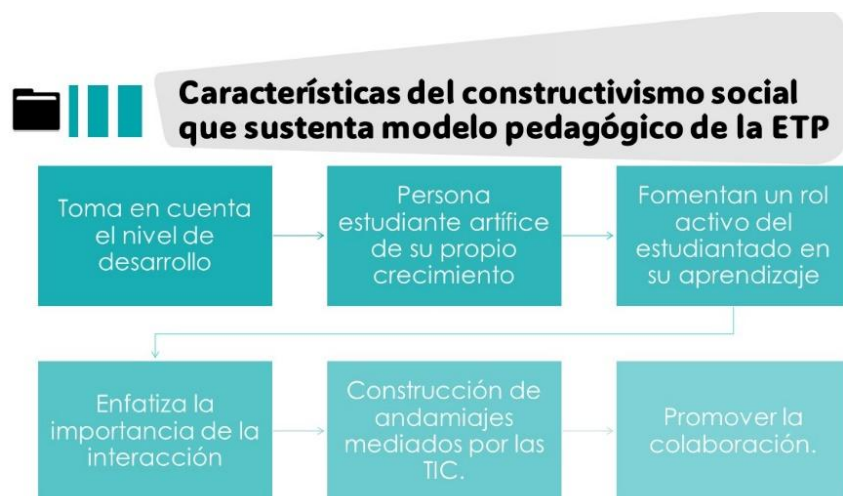 Características del constructivismo social
que sustenta modelo pedagógico de la ETP
Toma en cuenta
el nivel de
desarrollo
Persona
estudiante artífice
de su propio
crecimiento
Fomentan un rol
activo del
estudiantado en
su aprendizaje
Enfatiza la
importancia de la
interacción
Construcción de
andamiajes
mediados por las
TIC.
Promover la
colaboración.